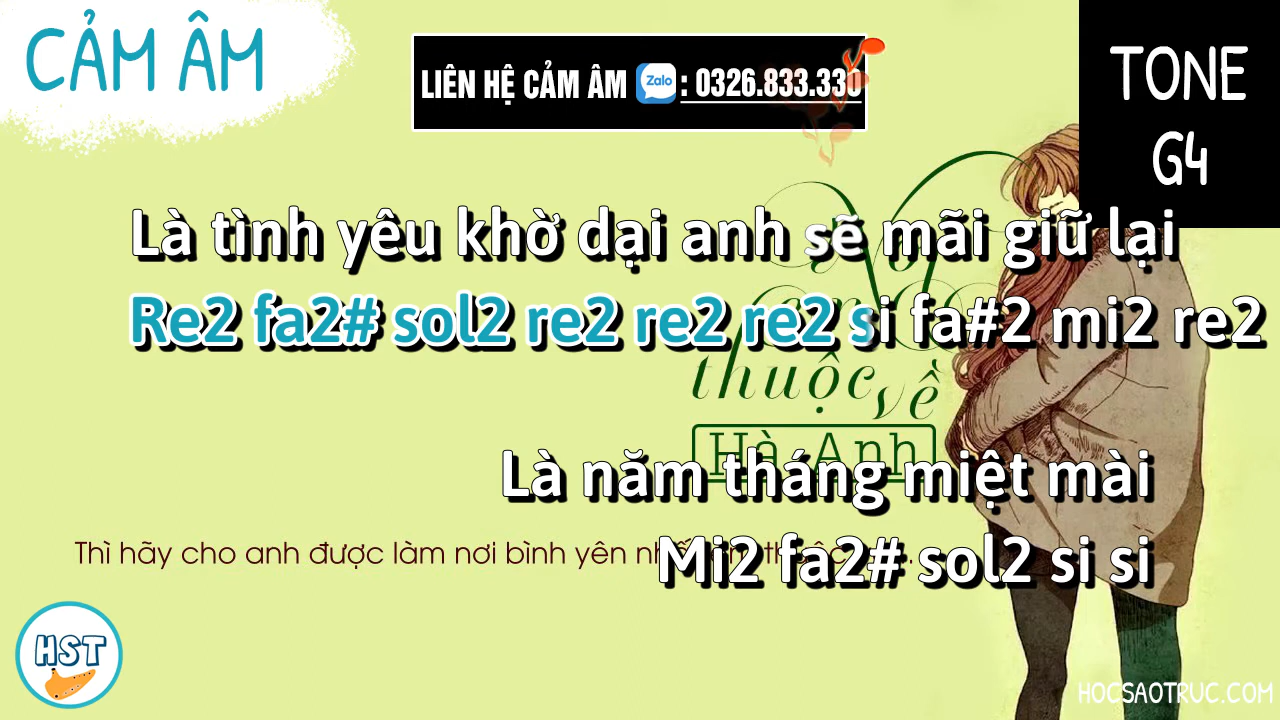 CẢM ÂM
LIÊN HỆ CẢM ÂM Zalo : 0326.833.330
TONE
G4
Là tình yêu khờ dại anh sẽ mãi giữ lại
Re2 fa2# sol2 re2 re2 re2 si fa#2 mi2 re2
thuộc về
Hà Anh
Là năm tháng miệt mài
Thì hãy cho anh được làm nơi bình yên
Mi2 fa2# sol2 si si
HST
HOCSAOTRUC.COM